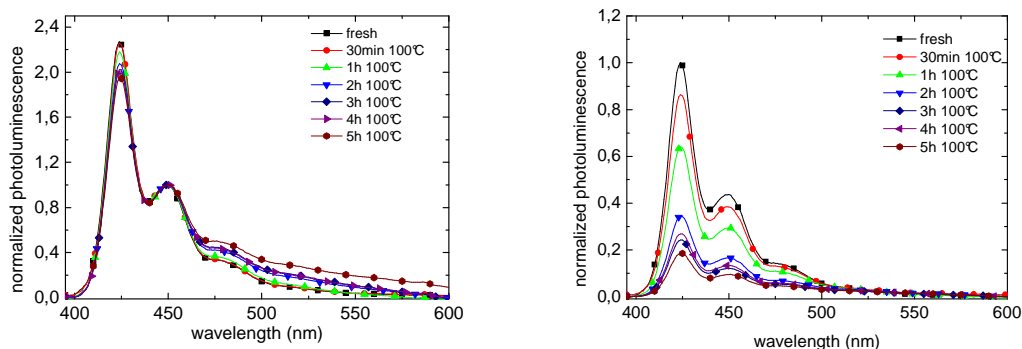 normalized photoluminescence
2,4
2,0
1,6
1,2
0,8
0,4
0,0
400
450
500
550
600
wavelength (nm)
fresh
30min 100℃
1h 100℃
2h 100℃
3h 100℃
4h 100℃
5h 100℃
normalized photoluminescence
1,2
1,0
0,8
0,6
0,4
0,2
0,0
400
450
500
550
600
wavelength (nm)
fresh
30min 100℃
1h 100℃
2h 100℃
3h 100℃
4h 100℃
5h 100℃